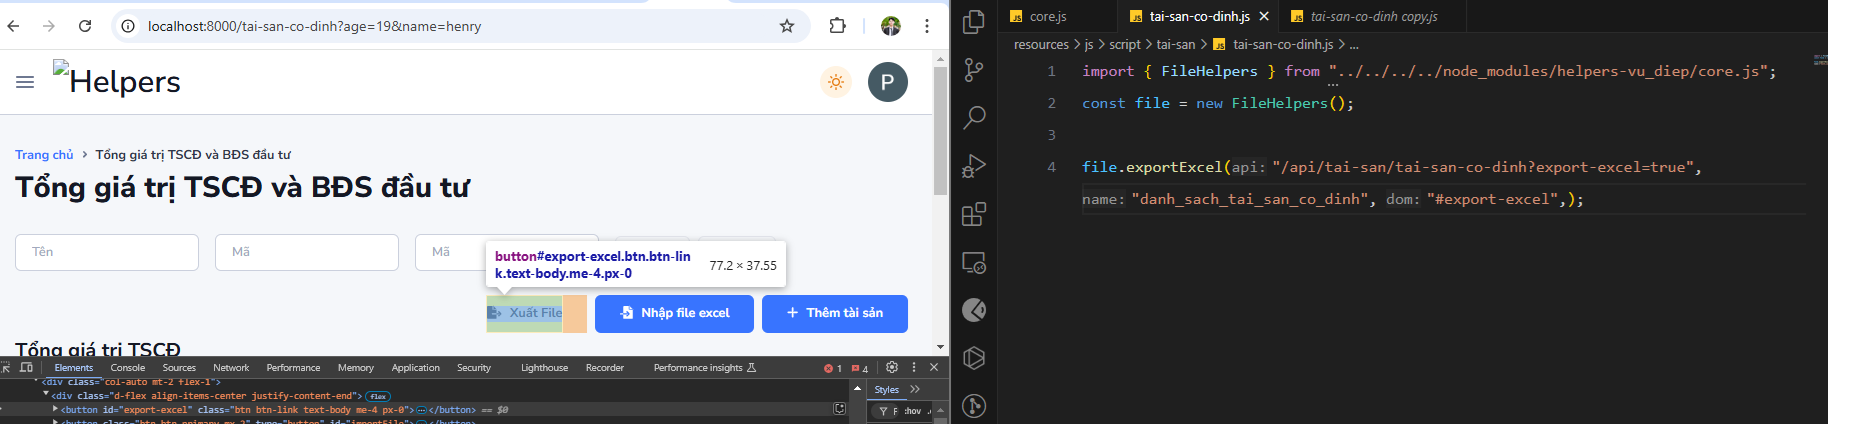 localhost:8000/tai-san-co-dinh?age=19&name=henry
Helpers
P
Trang chủ > Tổng giá trị TSCĐ và BĐS đầu tư
Tổng giá trị TSCĐ và BĐS đầu tư
Tên
Mã
Mã
button#export-excel.btn.btn-lin
k.text-body.me-4.px-0
77.2 × 37.55
Xuất File
Nhập file excel
+ Thêm tài sản
Tổng giá trị TSCĐ
Elements Console Sources Network Performance Memory Application Security Lighthouse Recorder Performance insights 1 4
<div class="col-auto mt-2 flex-1">
<div class="d-flex align-items-center justify-content-end"> flex
<button id="export-excel" class="btn btn-link text-body me-4 px-0">…</button> == $0
<button class="btn btn-primary mx-2" type="button" id="importFile">…</button>
Styles >>
F :hov .c
JS core.js
JS tai-san-co-dinh.js ×
JS tai-san-co-dinh copy.js
resources > js > script > tai-san > JS tai-san-co-dinh.js > ...
1 import { FileHelpers } from "../../../../node_modules/helpers-vu_diep/core.js";
2 const file = new FileHelpers();
3
4 file.exportExcel(api: "/api/tai-san/tai-san-co-dinh?export-excel=true",
name: "danh_sach_tai_san_co_dinh", dom: "#export-excel",);